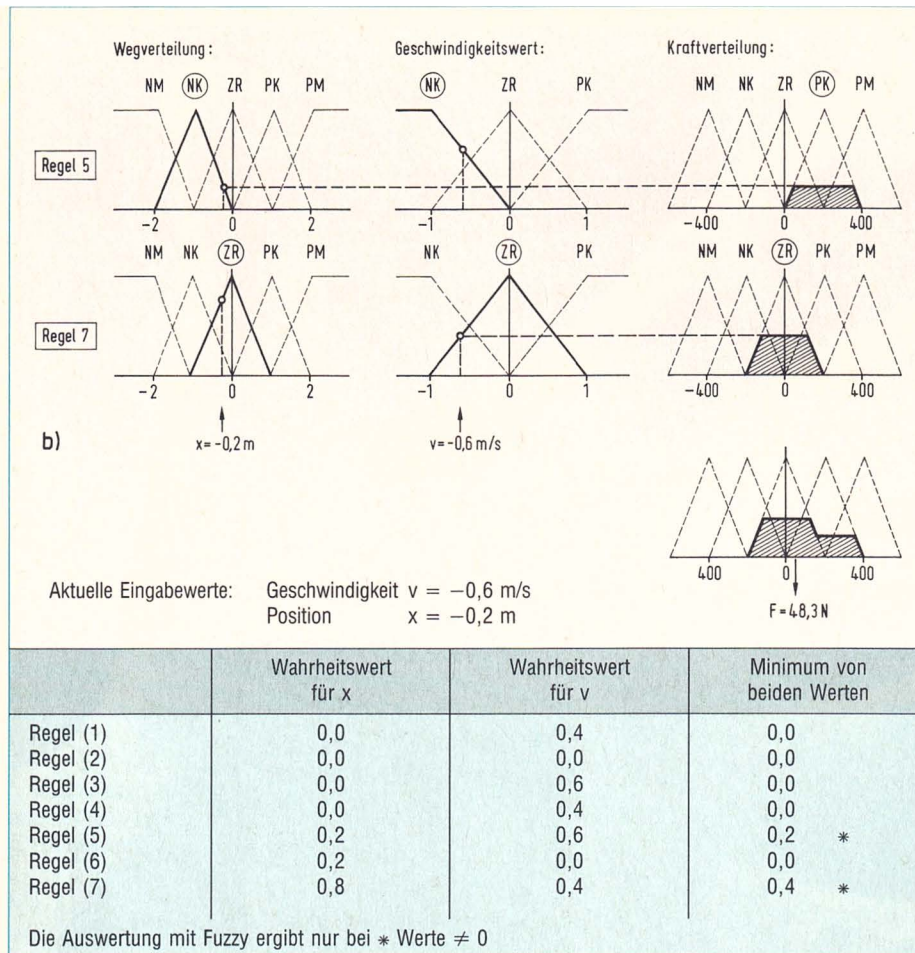 Wegverteilung: Geschwindigkeitswert: Kraftverteilung:
NM NK ZR PK PM NK ZR PK NM NK ZR PK PM
Regel 5
-2 0 2 -1 0 1 -400 0 400
NM NK ZR PK PM NK ZR PK NM NK ZR PK PM
Regel 7
-2 0 2 -1 0 1 -400 0 400
b) x = -0,2 m v = -0,6 m/s
400 0 400
F = 48,3 N
Aktuelle Eingabewerte: Geschwindigkeit v = −0,6 m/s
Position x = −0,2 m
Wahrheitswert Wahrheitswert Minimum von
für x für v beiden Werten
Regel (1) 0,0 0,4 0,0
Regel (2) 0,0 0,0 0,0
Regel (3) 0,0 0,6 0,0
Regel (4) 0,0 0,4 0,0
Regel (5) 0,2 0,6 0,2 *
Regel (6) 0,2 0,0 0,0
Regel (7) 0,8 0,4 0,4 *
Die Auswertung mit Fuzzy ergibt nur bei * Werte ≠ 0